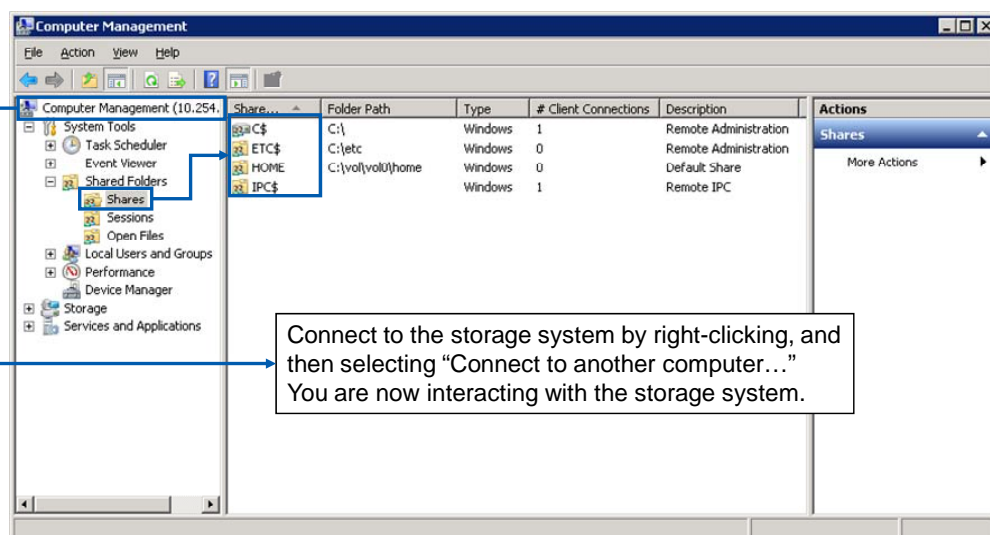 Computer Management
File Action View Help
Computer Management (10.254.
System Tools
Task Scheduler
Event Viewer
Shared Folders
Shares
Sessions
Open Files
Local Users and Groups
Performance
Device Manager
Storage
Services and Applications
Share... Folder Path Type # Client Connections Description
C$ C:\ Windows 1 Remote Administration
ETC$ C:\etc Windows 0 Remote Administration
HOME C:\vol\vol0\home Windows 0 Default Share
IPC$ Windows 1 Remote IPC
Actions
Shares
More Actions
Connect to the storage system by right-clicking, and
then selecting “Connect to another computer…”
You are now interacting with the storage system.